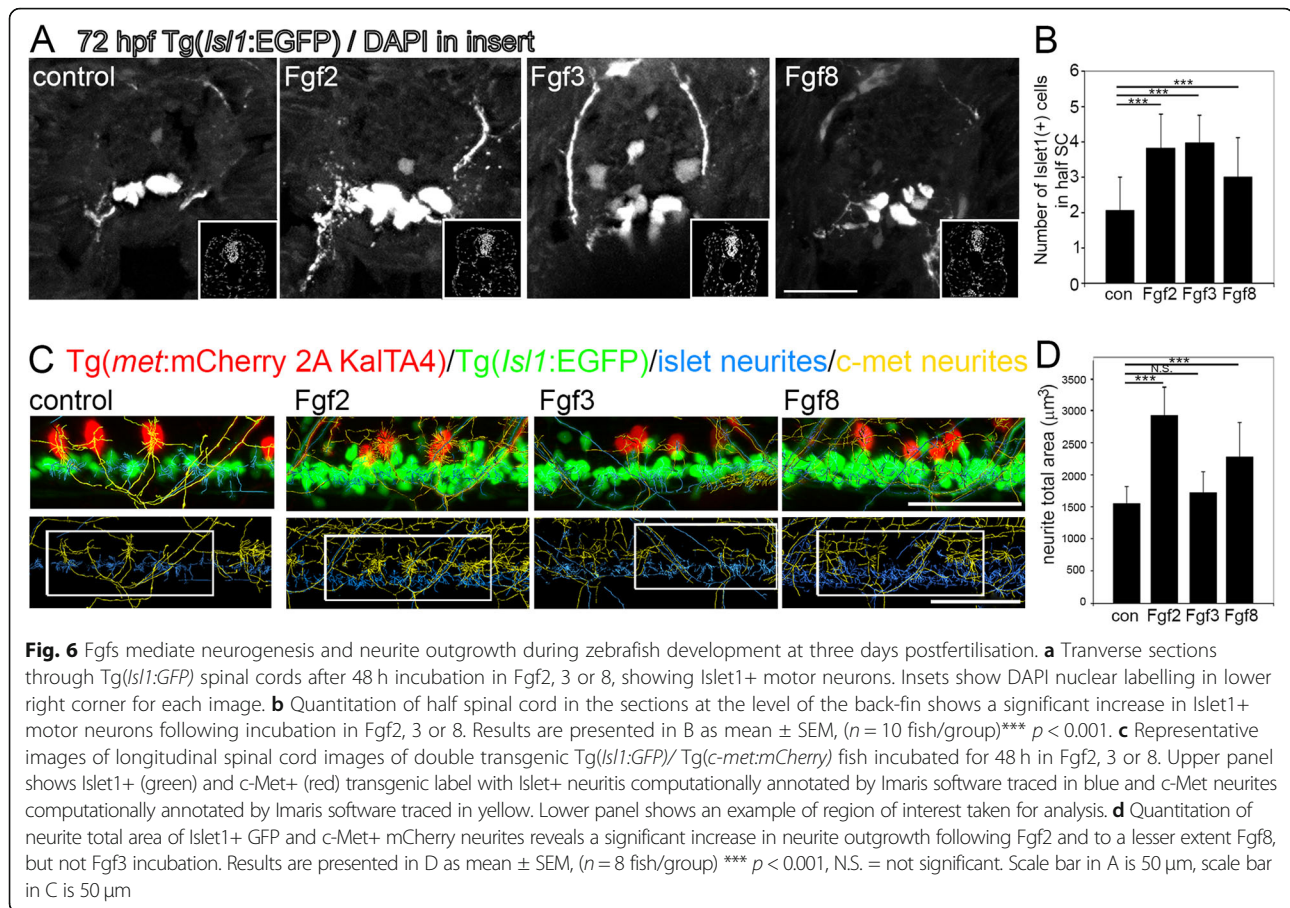 A 72 hpf Tg(Isl1:EGFP) / DAPI in insert
control
Fgf2
Fgf3
Fgf8
B
Number of Islet1(+) cells
in half SC
6
5
4
3
2
1
0
***
***
***
con Fgf2 Fgf3 Fgf8
C Tg(met:mCherry 2A KalTA4)/Tg(Isl1:EGFP)/islet neurites/c-met neurites
control
Fgf2
Fgf3
Fgf8
D
neurite total area (µm³)
3500
3000
2500
2000
1500
1000
500
0
***
N.S.
***
con Fgf2 Fgf3 Fgf8
Fig. 6 Fgfs mediate neurogenesis and neurite outgrowth during zebrafish development at three days postfertilisation. a Tranverse sections
through Tg(Isl1:GFP) spinal cords after 48 h incubation in Fgf2, 3 or 8, showing Islet1+ motor neurons. Insets show DAPI nuclear labelling in lower
right corner for each image. b Quantitation of half spinal cord in the sections at the level of the back-fin shows a significant increase in Islet1+
motor neurons following incubation in Fgf2, 3 or 8. Results are presented in B as mean ± SEM, (n = 10 fish/group)*** p < 0.001. c Representative
images of longitudinal spinal cord images of double transgenic Tg(Isl1:GFP)/ Tg(c-met:mCherry) fish incubated for 48 h in Fgf2, 3 or 8. Upper panel
shows Islet1+ (green) and c-Met+ (red) transgenic label with Islet+ neuritis computationally annotated by Imaris software traced in blue and c-Met neurites
computationally annotated by Imaris software traced in yellow. Lower panel shows an example of region of interest taken for analysis. d Quantitation of
neurite total area of Islet1+ GFP and c-Met+ mCherry neurites reveals a significant increase in neurite outgrowth following Fgf2 and to a lesser extent Fgf8,
but not Fgf3 incubation. Results are presented in D as mean ± SEM, (n = 8 fish/group) *** p < 0.001, N.S. = not significant. Scale bar in A is 50 µm, scale bar
in C is 50 µm